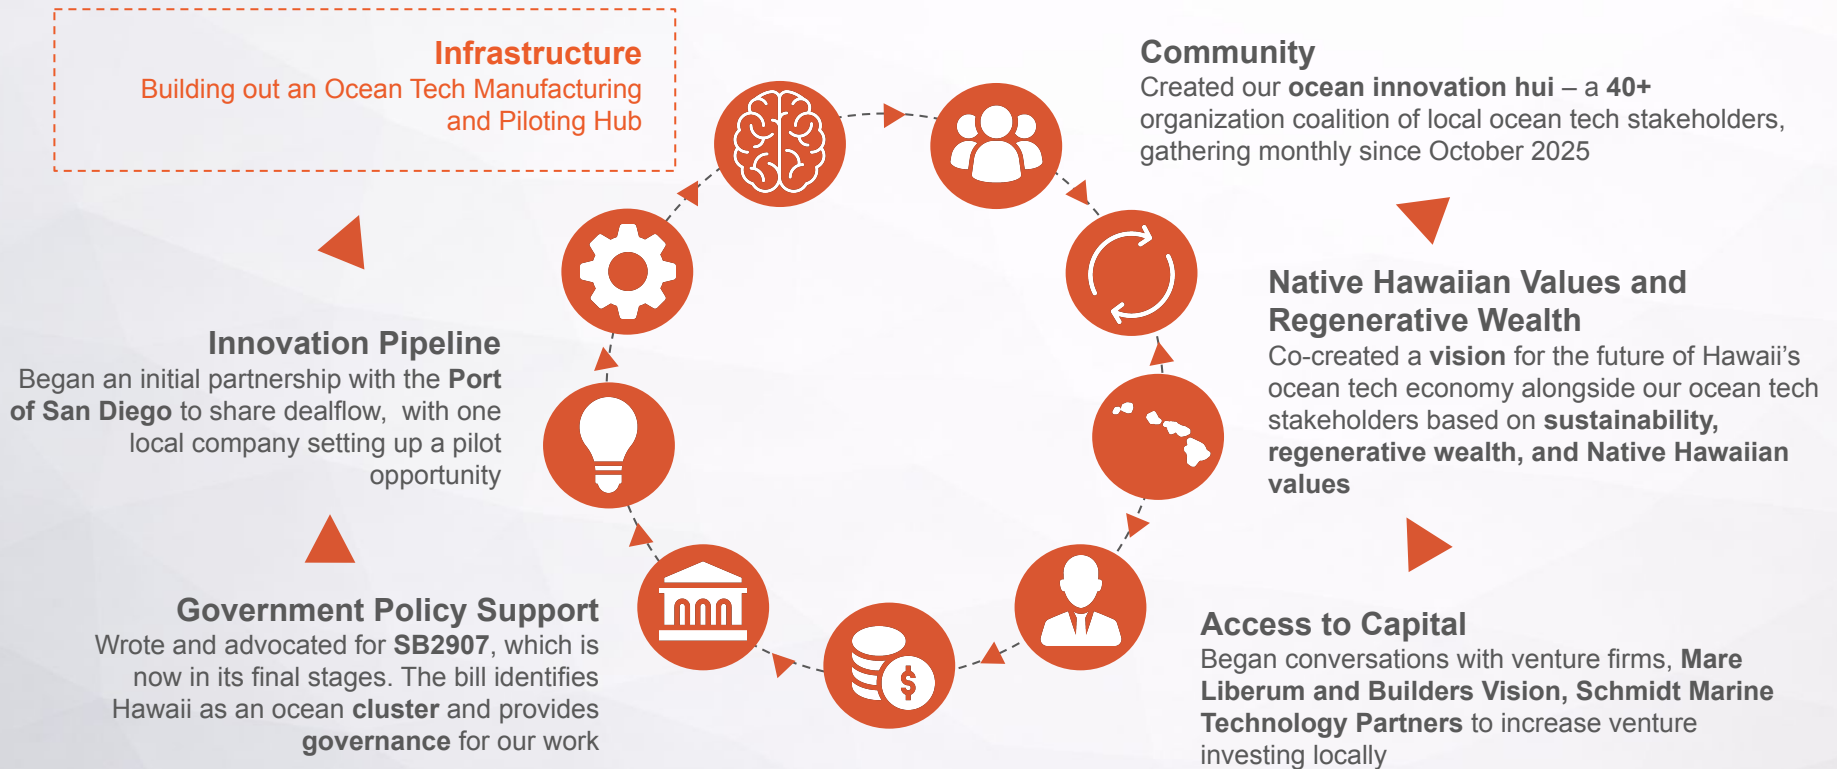 Infrastructure
Building out an Ocean Tech Manufacturing
and Piloting Hub
Community
Created our ocean innovation hui – a 40+
organization coalition of local ocean tech stakeholders,
gathering monthly since October 2025
Innovation Pipeline
Began an initial partnership with the Port
of San Diego to share dealflow,  with one
local company setting up a pilot
opportunity
Native Hawaiian Values and
Regenerative Wealth
Co-created a vision for the future of Hawaii’s
ocean tech economy alongside our ocean tech
stakeholders based on sustainability,
regenerative wealth, and Native Hawaiian
values
Government Policy Support
Wrote and advocated for SB2907, which is
now in its final stages. The bill identifies
Hawaii as an ocean cluster and provides
governance for our work
$
Access to Capital
Began conversations with venture firms, Mare
Liberum and Builders Vision, Schmidt Marine
Technology Partners to increase venture
investing locally